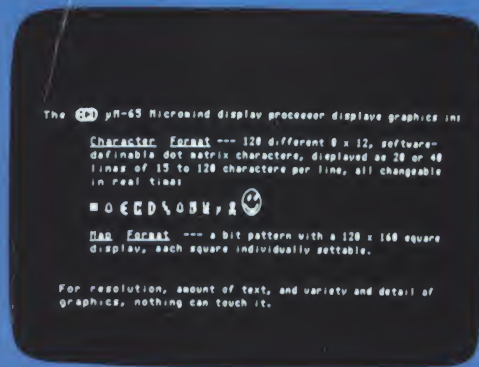 The ECD μM-65 Micromind display processor displays graphics in:
Character Format --- 120 different 8 x 12, software-
definable dot matrix characters, displayed as 20 or 40
lines of 15 to 120 characters per line, all changeable
in real time:
Map Format --- a bit pattern with a 120 x 160 square
display, each square individually settable.
For resolution, amount of text, and variety and detail of
graphics, nothing can touch it.